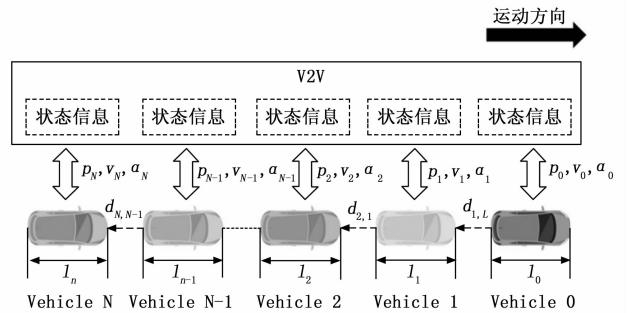 运动方向
V2V
状态信息 状态信息 状态信息 状态信息 状态信息
p_N, v_N, a_N p_{N-1}, v_{N-1}, a_{N-1} p_2, v_2, a_2 p_1, v_1, a_1 p_0, v_0, a_0
d_{N,N-1} d_{2,1} d_{1,L}
l_n l_{n-1} l_2 l_1 l_0
Vehicle N Vehicle N-1 Vehicle 2 Vehicle 1 Vehicle 0